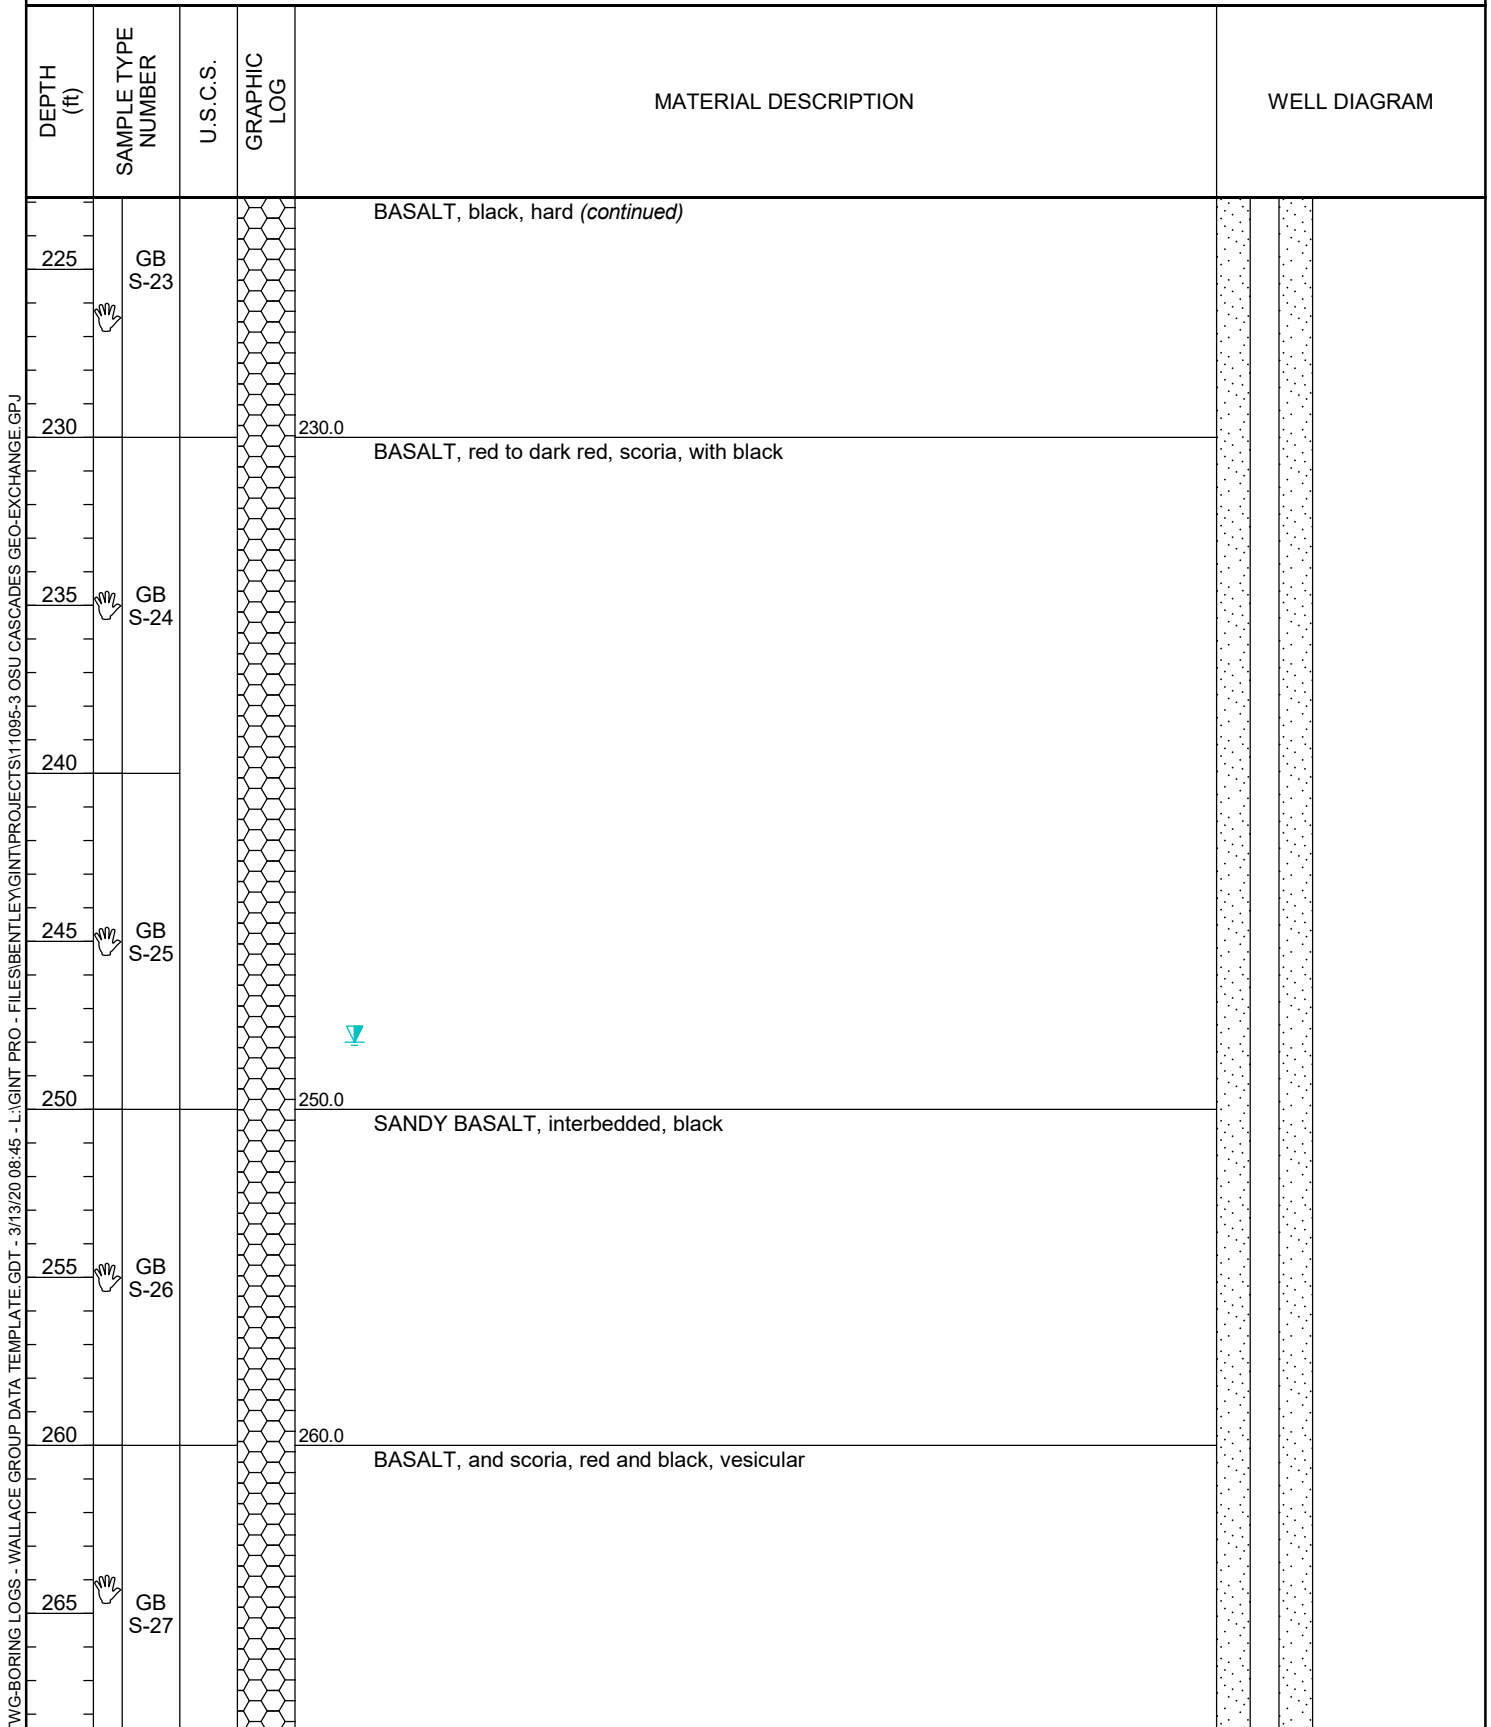 DEPTH
(ft)
SAMPLE TYPE
NUMBER
U.S.C.S.
GRAPHIC
LOG
MATERIAL DESCRIPTION
WELL DIAGRAM
BASALT, black, hard (continued)
225
GB
S-23
230
230.0
BASALT, red to dark red, scoria, with black
235
GB
S-24
240
245
GB
S-25
250
250.0
SANDY BASALT, interbedded, black
255
GB
S-26
260
260.0
BASALT, and scoria, red and black, vesicular
265
GB
S-27
WG-BORING LOGS - WALLACE GROUP DATA TEMPLATE.GDT - 3/13/20 08:45 - L:\GINT PRO - FILES\BENTLEY\GINT\PROJECTS\11095-3 OSU CASCADES GEO-EXCHANGE.GPJ